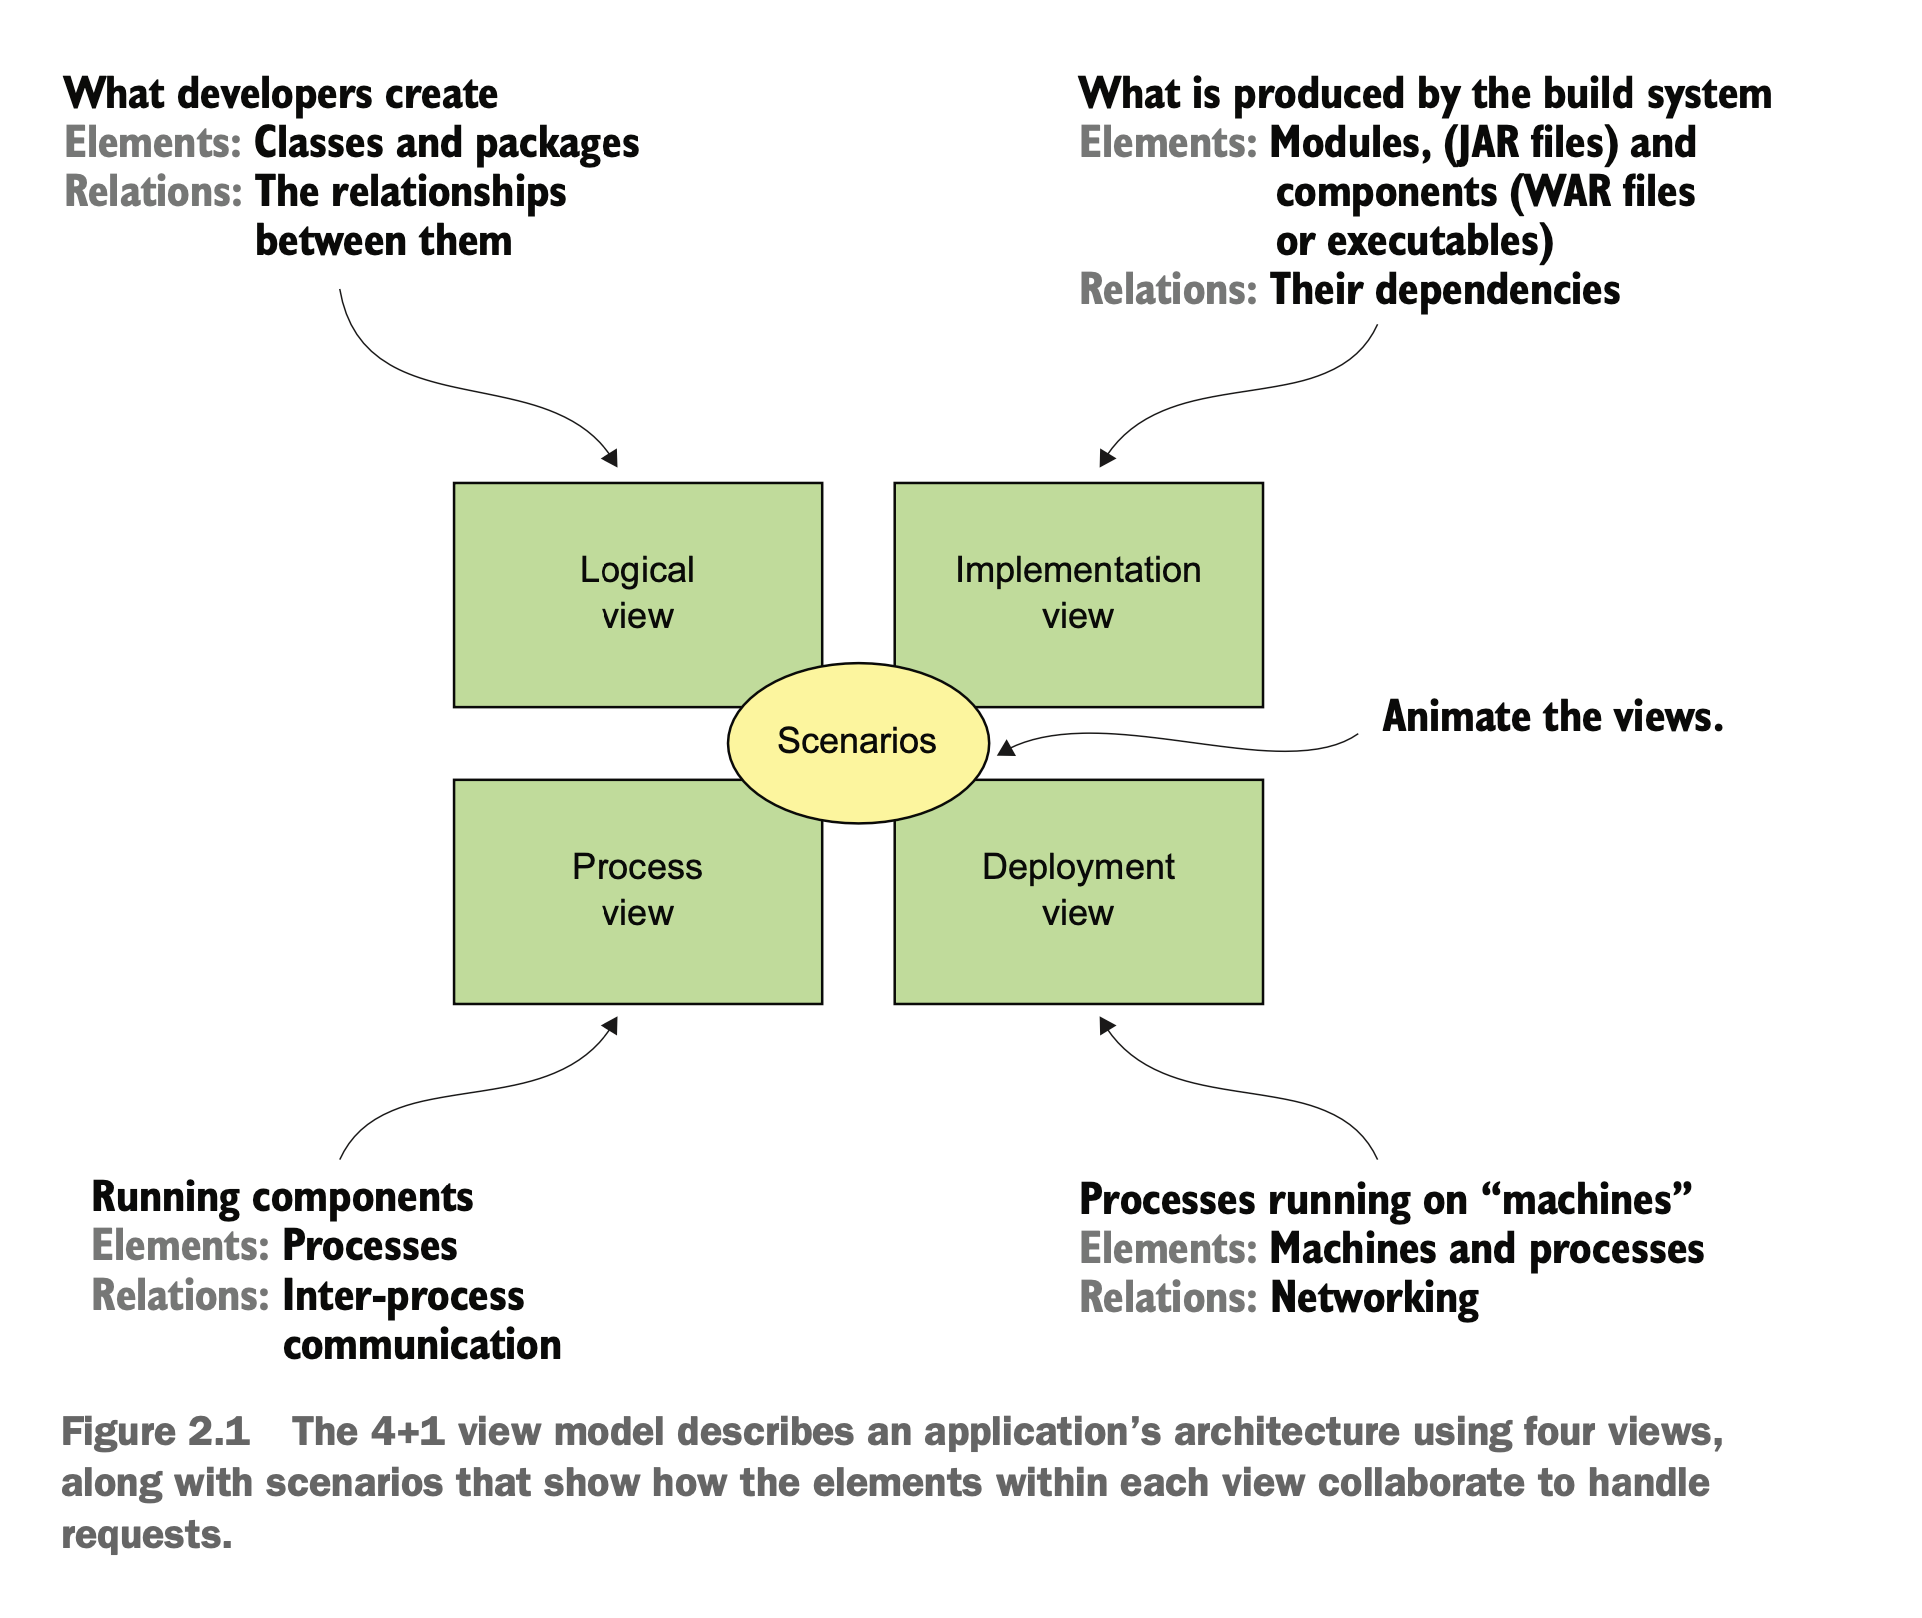 What developers create
Elements: Classes and packages
Relations: The relationships
between them
What is produced by the build system
Elements: Modules, (JAR files) and
components (WAR files
or executables)
Relations: Their dependencies
Logical
view
Implementation
view
Scenarios
Animate the views.
Process
view
Deployment
view
Running components
Elements: Processes
Relations: Inter-process
communication
Processes running on “machines”
Elements: Machines and processes
Relations: Networking
Figure 2.1 The 4+1 view model describes an application’s architecture using four views,
along with scenarios that show how the elements within each view collaborate to handle
requests.